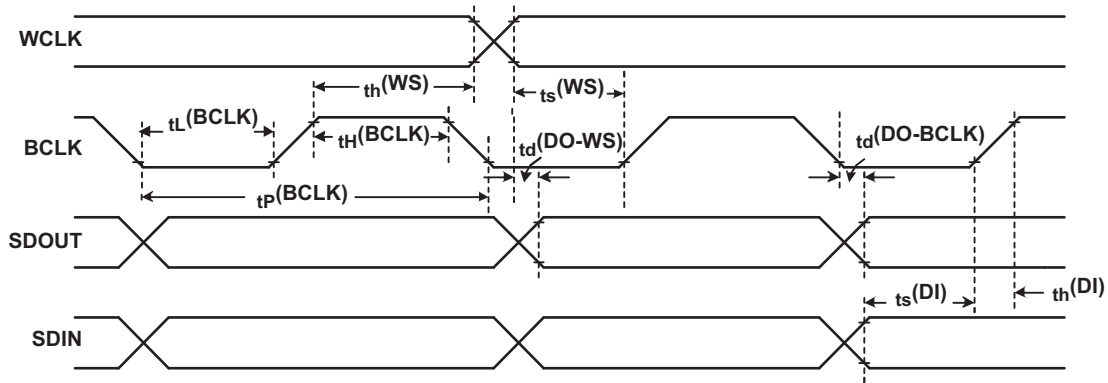 WCLK
th(WS)
ts(WS)
tL(BCLK)
BCLK
tH(BCLK)
td(DO-WS)
td(DO-BCLK)
tP(BCLK)
SDOUT
ts(DI)
th(DI)
SDIN